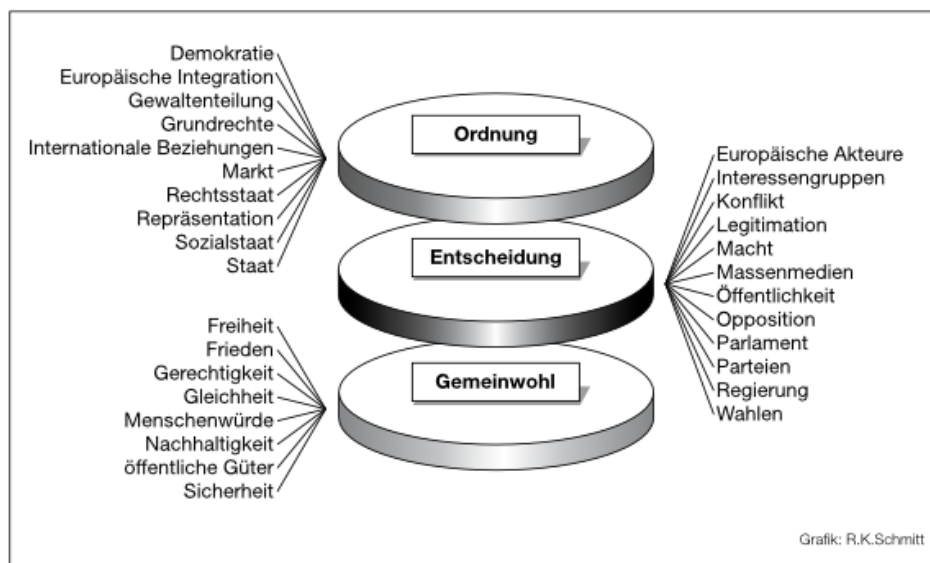 Demokratie
Europäische Integration
Gewaltenteilung
Grundrechte
Internationale Beziehungen
Markt
Rechtsstaat
Repräsentation
Sozialstaat
Staat
Ordnung
Entscheidung
Europäische Akteure
Interessengruppen
Konflikt
Legitimation
Macht
Massenmedien
Öffentlichkeit
Opposition
Parlament
Parteien
Regierung
Wahlen
Freiheit
Frieden
Gerechtigkeit
Gleichheit
Menschenwürde
Nachhaltigkeit
öffentliche Güter
Sicherheit
Gemeinwohl
Grafik: R.K.Schmitt